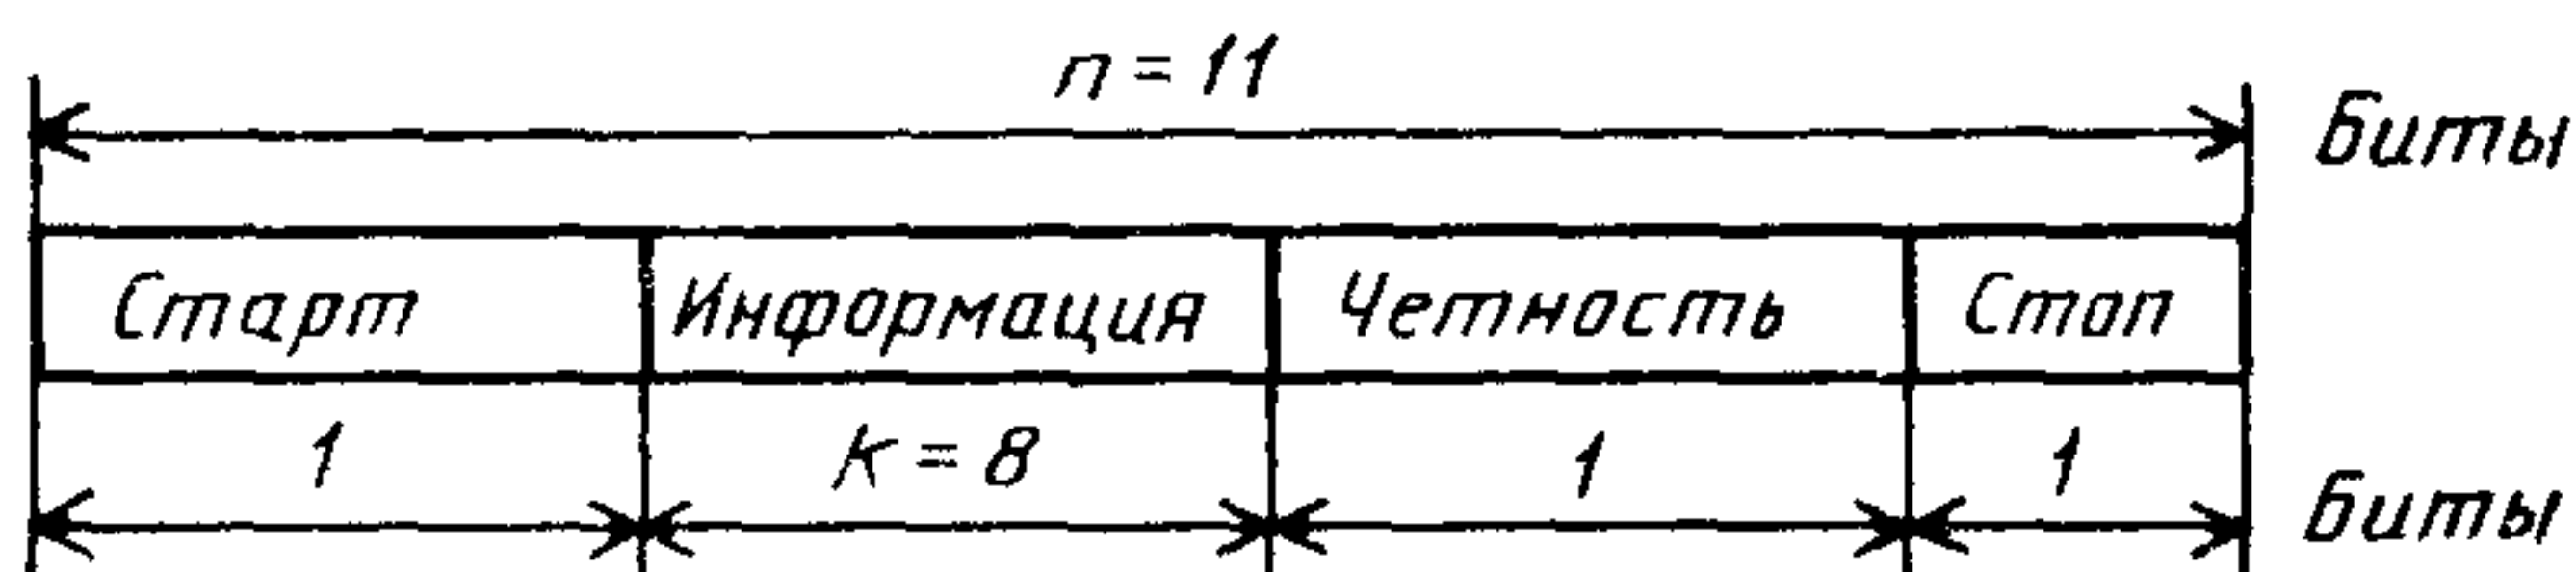 n = 11 Биты
Старт Информация Четность Стоп
1 K = 8 1 1 Биты